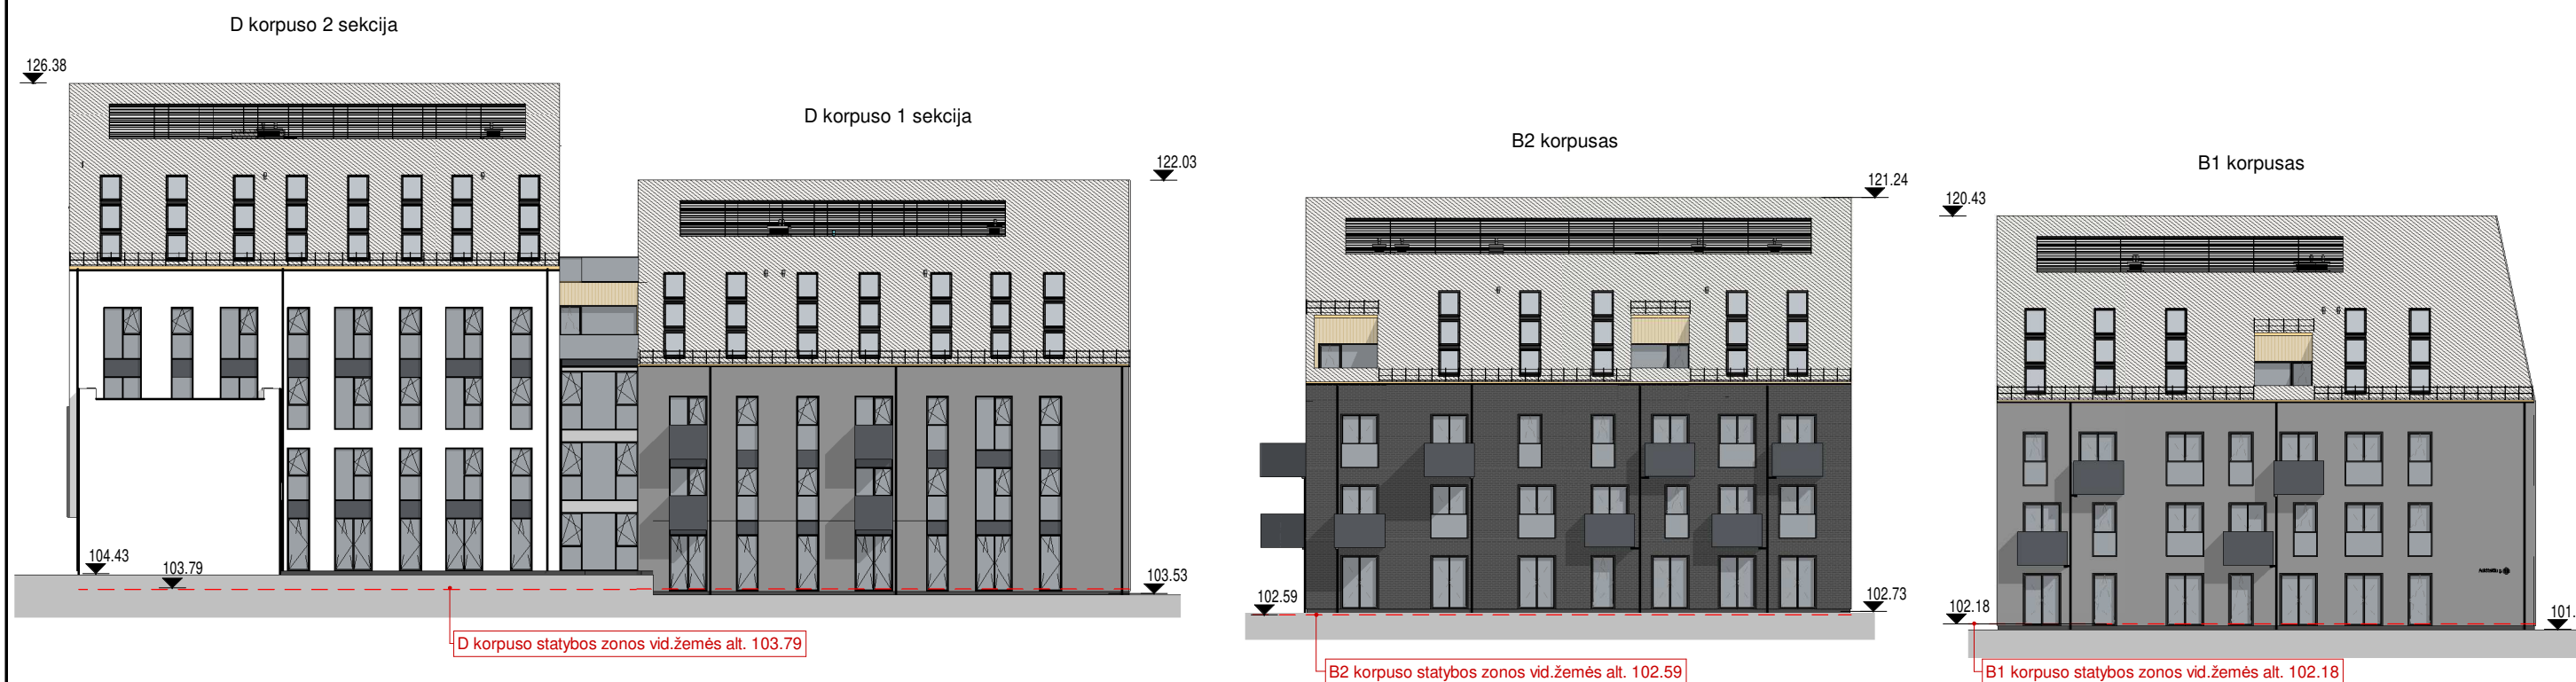 D korpuso 2 sekcija
126.38
D korpuso 1 sekcija
122.03
B2 korpusas
121.24
B1 korpusas
120.43
104.43
103.79
103.53
102.59
102.73
102.18
101.
D korpuso statybos zonos vid.žemės alt. 103.79
B2 korpuso statybos zonos vid.žemės alt. 102.59
B1 korpuso statybos zonos vid.žemės alt. 102.18